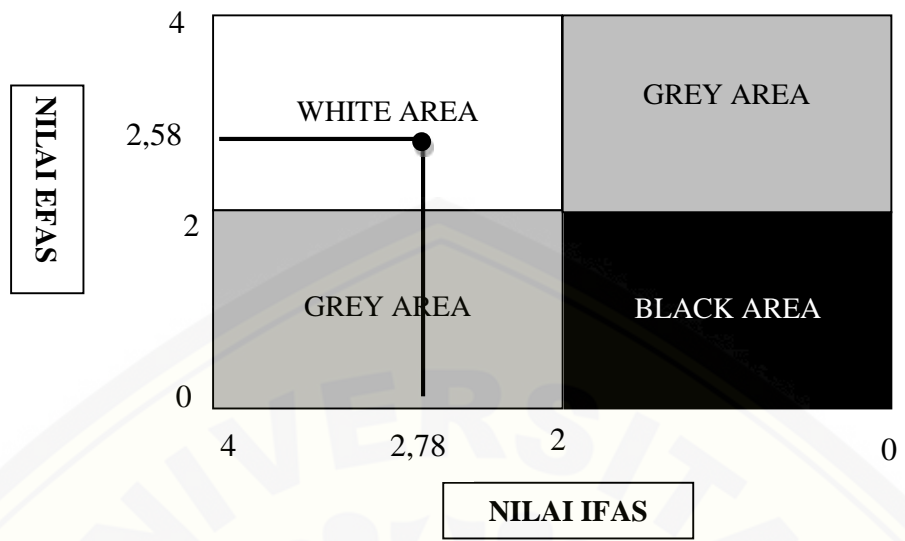 4
WHITE AREA
GREY AREA
NILAI EFAS
2,58
2
GREY AREA
BLACK AREA
0
4
2,78
2
0
NILAI IFAS
UNIVERSITA